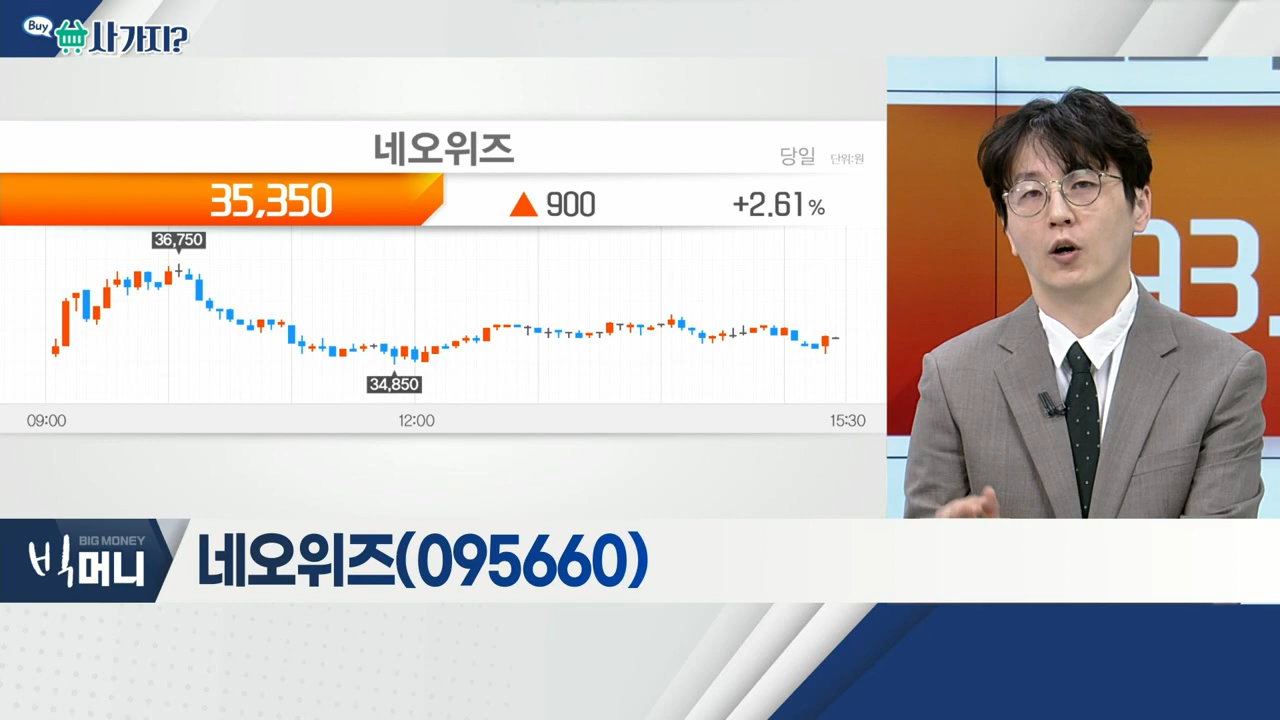 Buy 사 가지?
네오위즈
당일 단위:원
35,350 ▲ 900 +2.61%
36,750
34,850
09:00 12:00 15:30
93.
BIG MONEY
빅머니
네오위즈(095660)